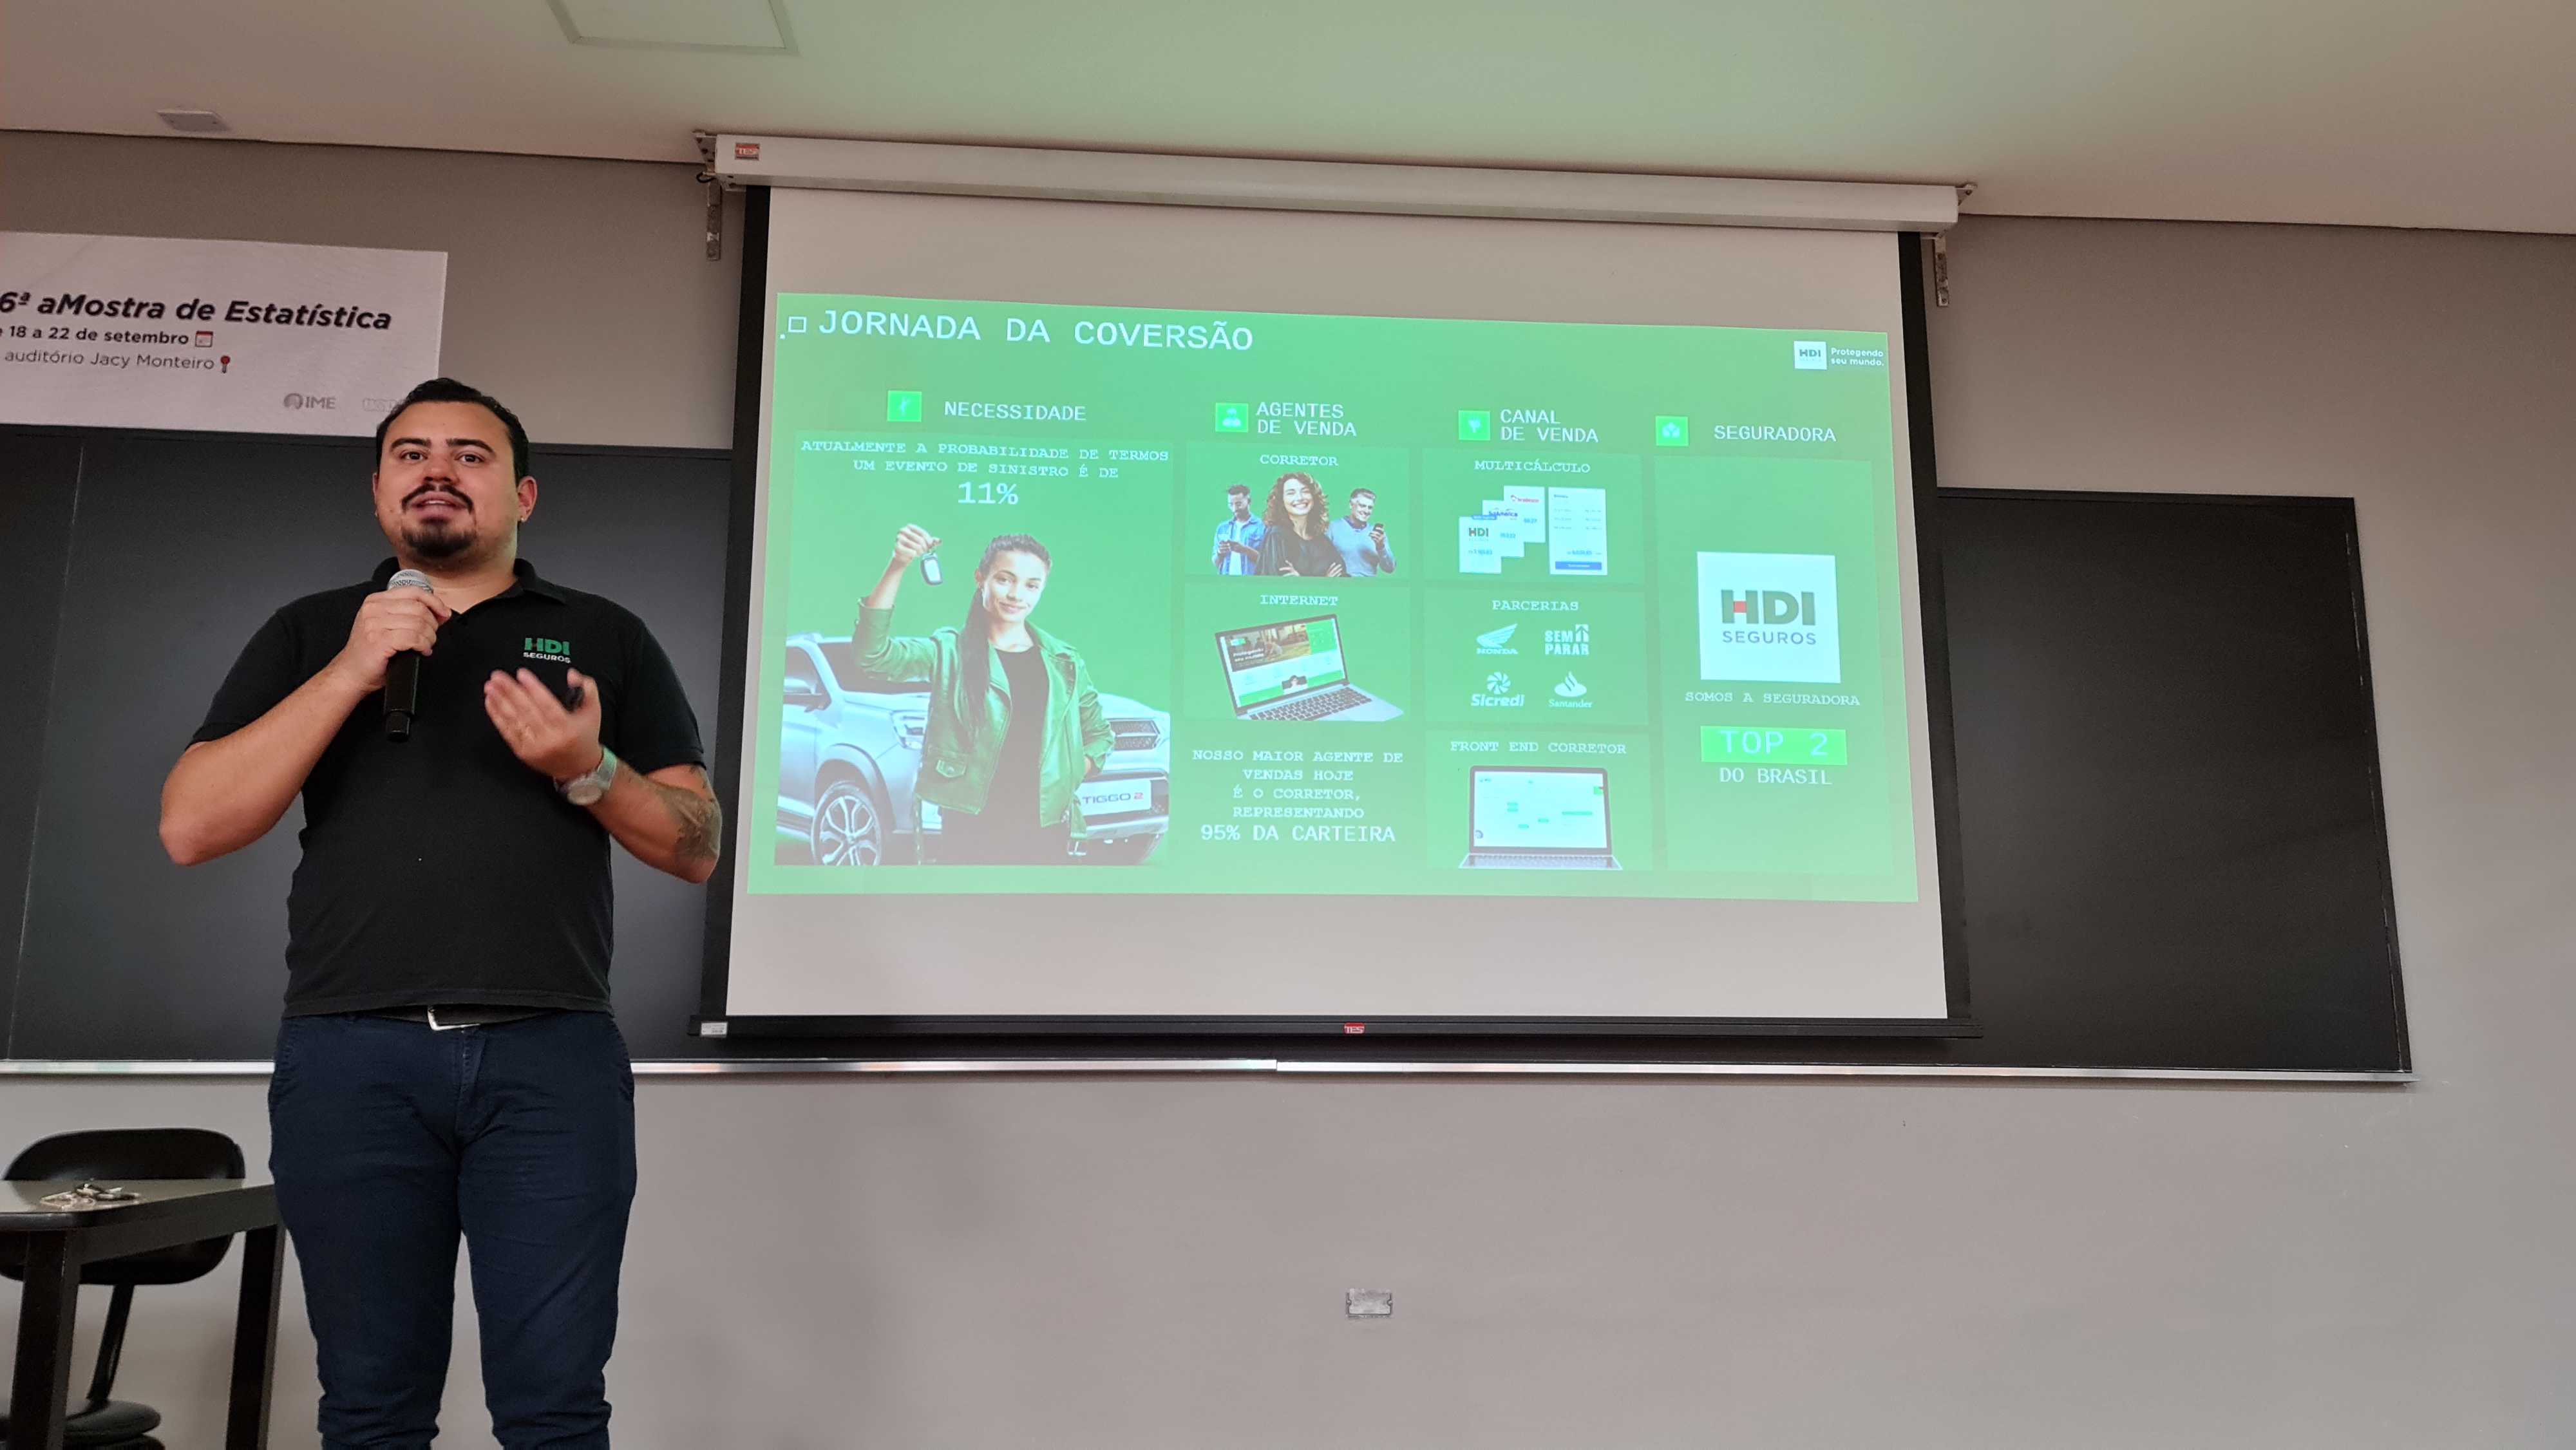 6ª aMostra de Estatística
18 a 22 de setembro
auditório Jacy Monteiro
IME
HDI
SEGUROS
TES
JORNADA DA COVERSÃO
HDI
Protegendo
seu mundo.
NECESSIDADE
ATUALMENTE A PROBABILIDADE DE TERMOS
UM EVENTO DE SINISTRO É DE
11%
TIGGO 2
AGENTES
DE VENDA
CORRETOR
INTERNET
NOSSO MAIOR AGENTE DE
VENDAS HOJE
É O CORRETOR,
REPRESENTANDO
95% DA CARTEIRA
CANAL
DE VENDA
MULTICÁLCULO
HDI
PARCERIAS
HONDA
SEM
PARAR
Sicredi
Santander
FRONT END CORRETOR
SEGURADORA
HDI
SEGUROS
SOMOS A SEGURADORA
TOP 2
DO BRASIL
TES